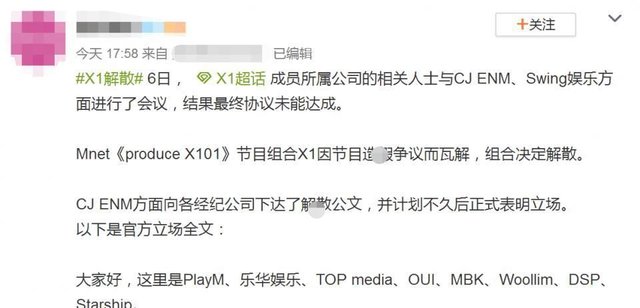 +关注
今天 17:58 来自 已编辑
#X1解散# 6日， X1超话 成员所属公司的相关人士与CJ ENM、Swing娱乐方
面进行了会议，结果最终协议未能达成。
Mnet《produce X101》节目组合X1因节目造假争议而瓦解，组合决定解散。
CJ ENM方面向各经纪公司下达了解散公文，并计划不久后正式表明立场。
以下是官方立场全文：
大家好，这里是PlayM、乐华娱乐、TOP media、OUI、MBK、Woollim、DSP、
Starship、